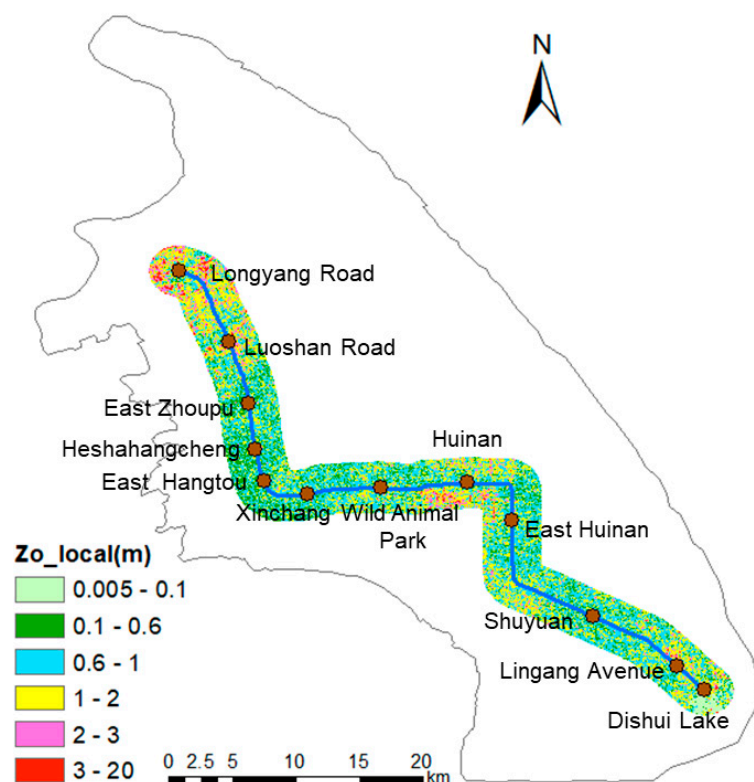 N
Longyang Road
Luoshan Road
East Zhoupu
Heshahangcheng
Huinan
East Hangtou
Xinchang
Wild Animal
Park
East Huinan
Shuyuan
Lingang Avenue
Dishui Lake
Zo_local(m)
0.005 - 0.1
0.1 - 0.6
0.6 - 1
1 - 2
2 - 3
3 - 20
0 2.5 5 10 15 20
km